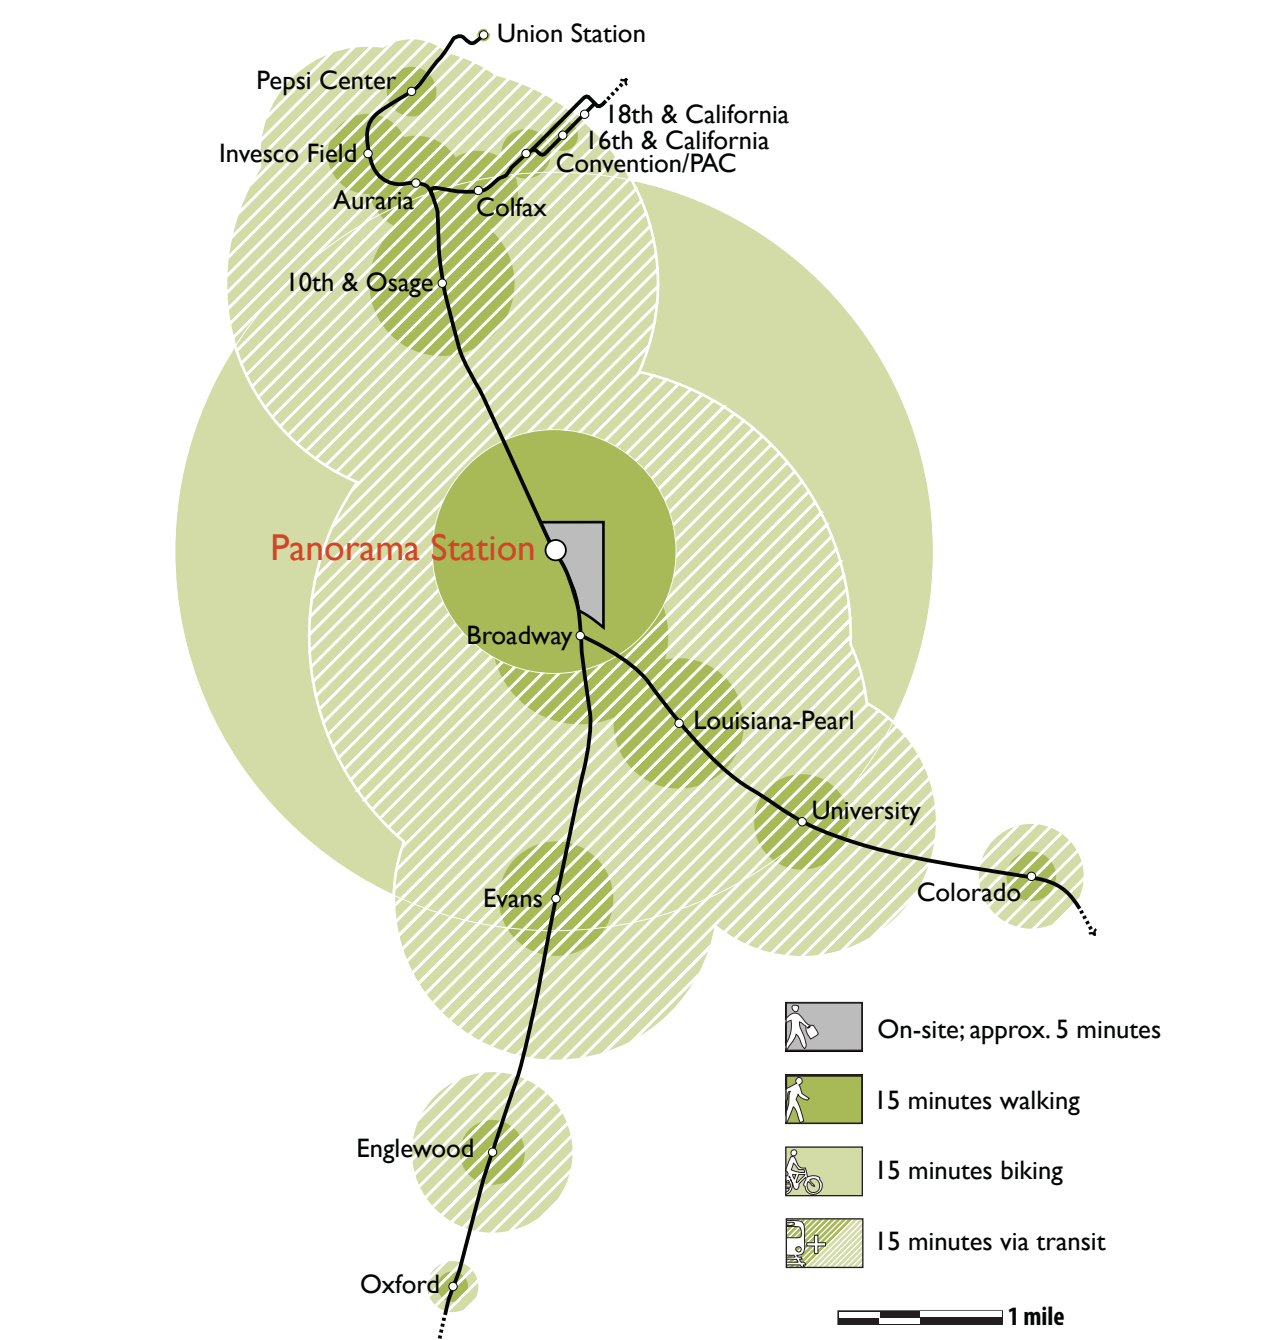 Union Station
Pepsi Center
18th & California
16th & California
Invesco Field
Convention/PAC
Auraria
Colfax
10th & Osage
Panorama Station
Broadway
Louisiana-Pearl
University
Evans
Colorado
On-site; approx. 5 minutes
15 minutes walking
Englewood
15 minutes biking
15 minutes via transit
Oxford
1 mile